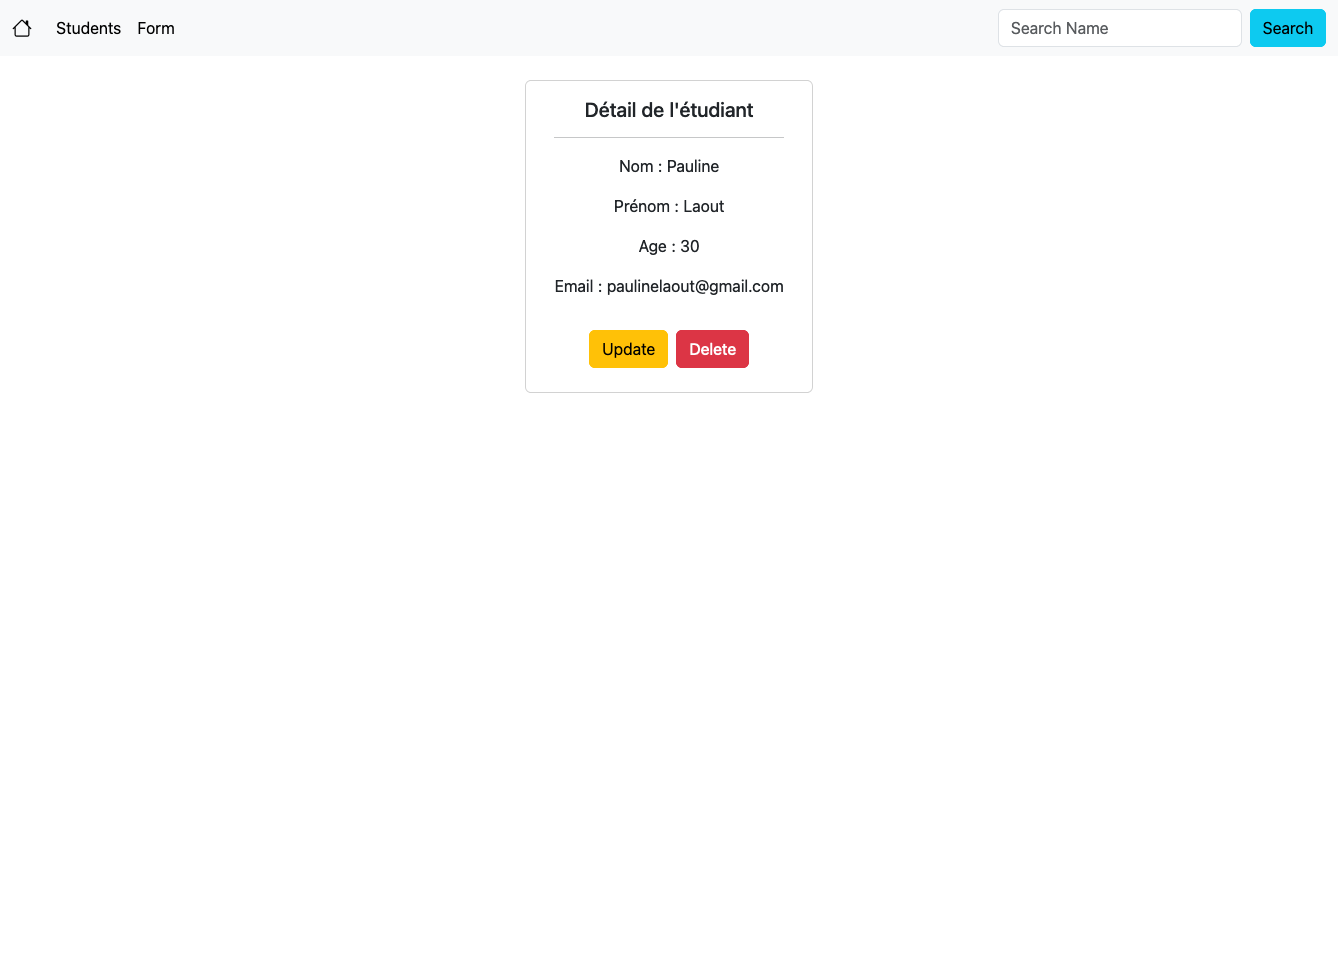 Students Form Search Name Search
Détail de l'étudiant
Nom : Pauline
Prénom : Laout
Age : 30
Email : paulinelaout@gmail.com
Update Delete